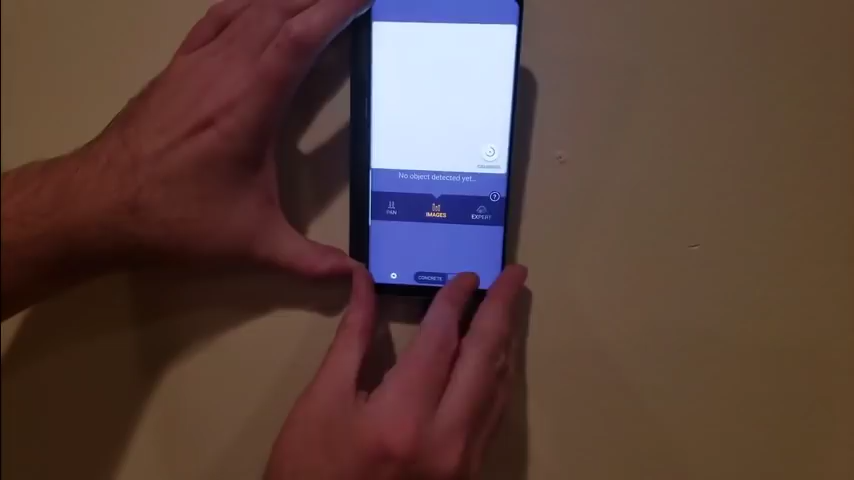 No object detected yet...
?
PAN
IMAGES
EXPERT
CONCRETE